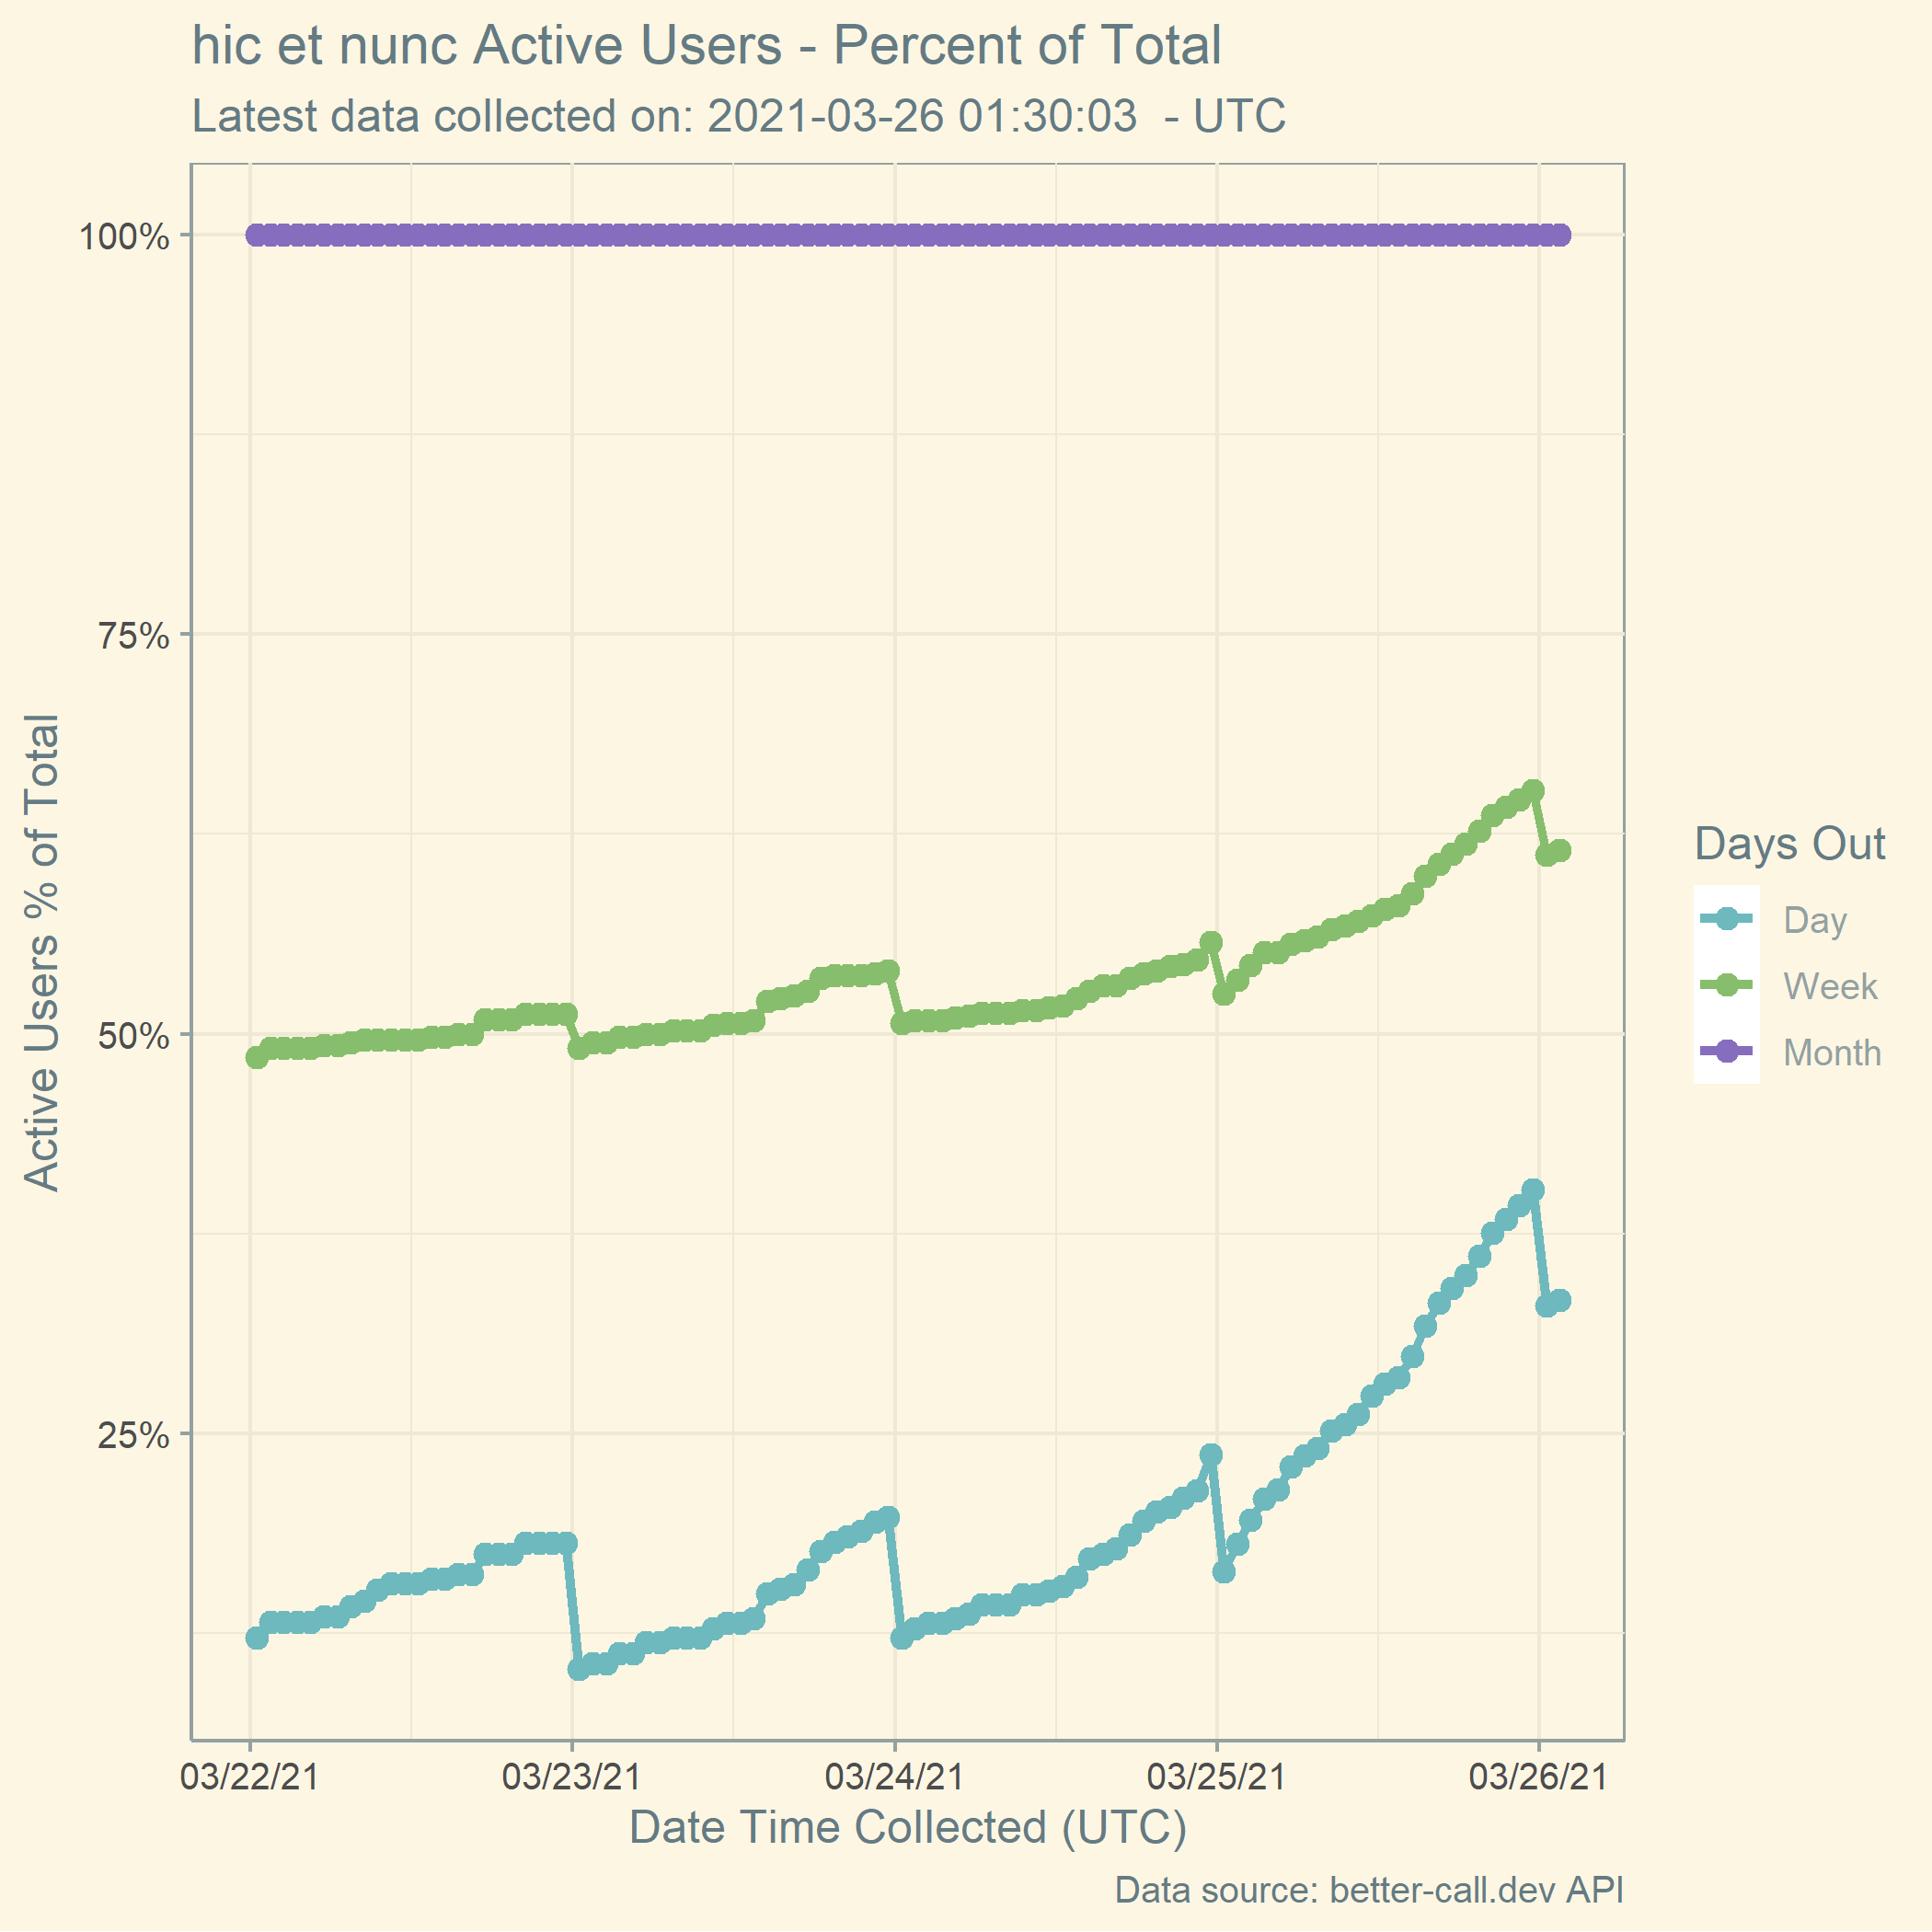 hic et nunc Active Users - Percent of Total
Latest data collected on: 2021-03-26 01:30:03  - UTC
Active Users % of Total
100%
75%
50%
25%
03/22/21
03/23/21
03/24/21
03/25/21
03/26/21
Date Time Collected (UTC)
Days Out
Day
Week
Month
Data source: better-call.dev API